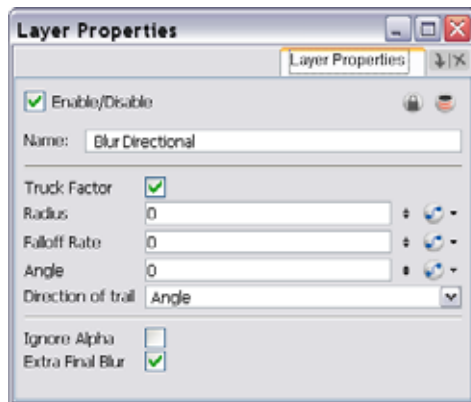 Layer Properties
Layer Properties
Enable/Disable
Name: Blur Directional
Truck Factor
Radius 0
Falloff Rate 0
Angle 0
Direction of trail Angle
Ignore Alpha
Extra Final Blur